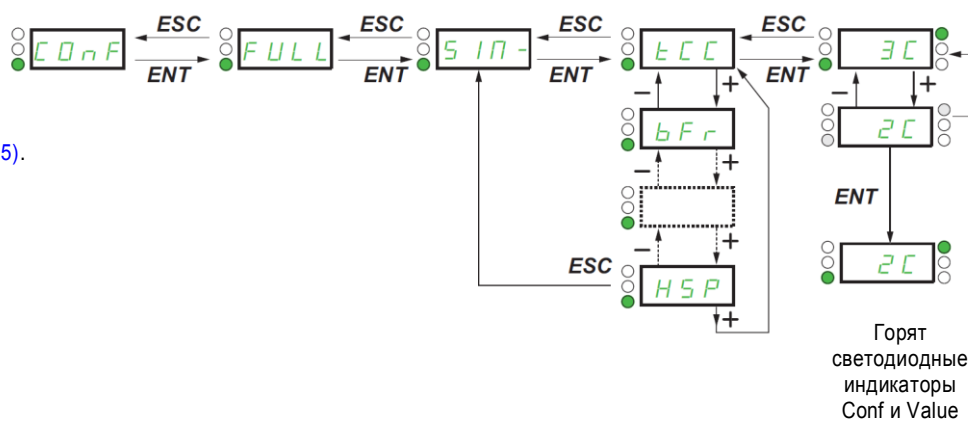 ESC ESC ESC ESC
COnF FULL SIM- tCC 3C
ENT ENT ENT ENT
- + - +
bFr 2C
5).
- +
ENT
- +
ESC
HSP 2C
+
Горят
светодиодные
индикаторы
Conf и Value